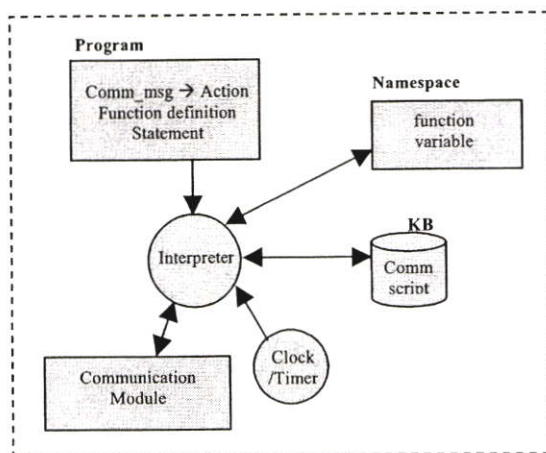 Program
Comm_msg → Action
Function definition
Statement
Namespace
function
variable
KB
Comm
script
Interpreter
Clock
/Timer
Communication
Module